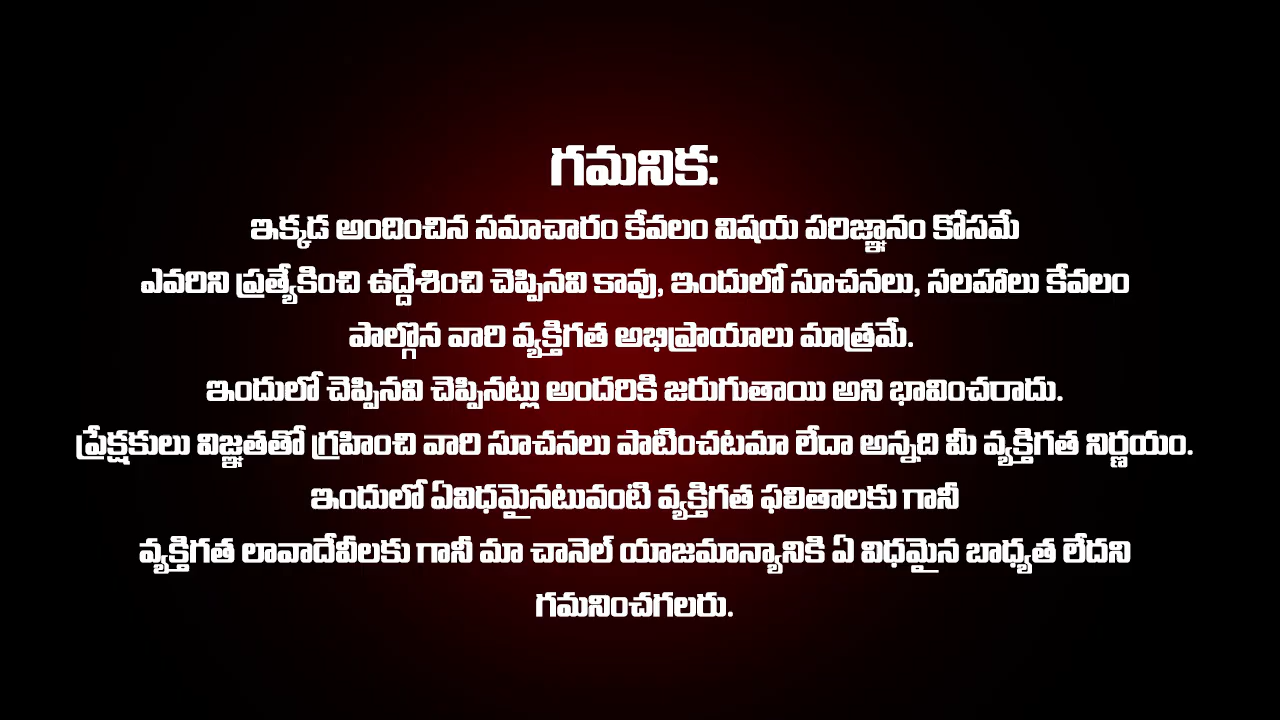 గమనిక:
ఇక్కడ అందించిన సమాచారం కేవలం విషయ పరిజ్ఞానం కోసమే
ఎవరిని ప్రత్యేకించి ఉద్దేశించి చెప్పినవి కావు, ఇందులో సూచనలు, సలహాలు కేవలం
పాల్గొన వారి వ్యక్తిగత అభిప్రాయాలు మాత్రమే.
ఇందులో చెప్పినవి చెప్పినట్లు అందరికి జరుగుతాయి అని భావించరాదు.
ప్రేక్షకులు విజ్ఞతతో గ్రహించి వారి సూచనలు పాటించటమా లేదా అన్నది మీ వ్యక్తిగత నిర్ణయం.
ఇందులో ఏవిధమైనటువంటి వ్యక్తిగత ఫలితాలకు గానీ
వ్యక్తిగత లావాదేవీలకు గానీ మా చానెల్ యాజమాన్యానికి ఏ విధమైన బాధ్యత లేదని
గమనించగలరు.